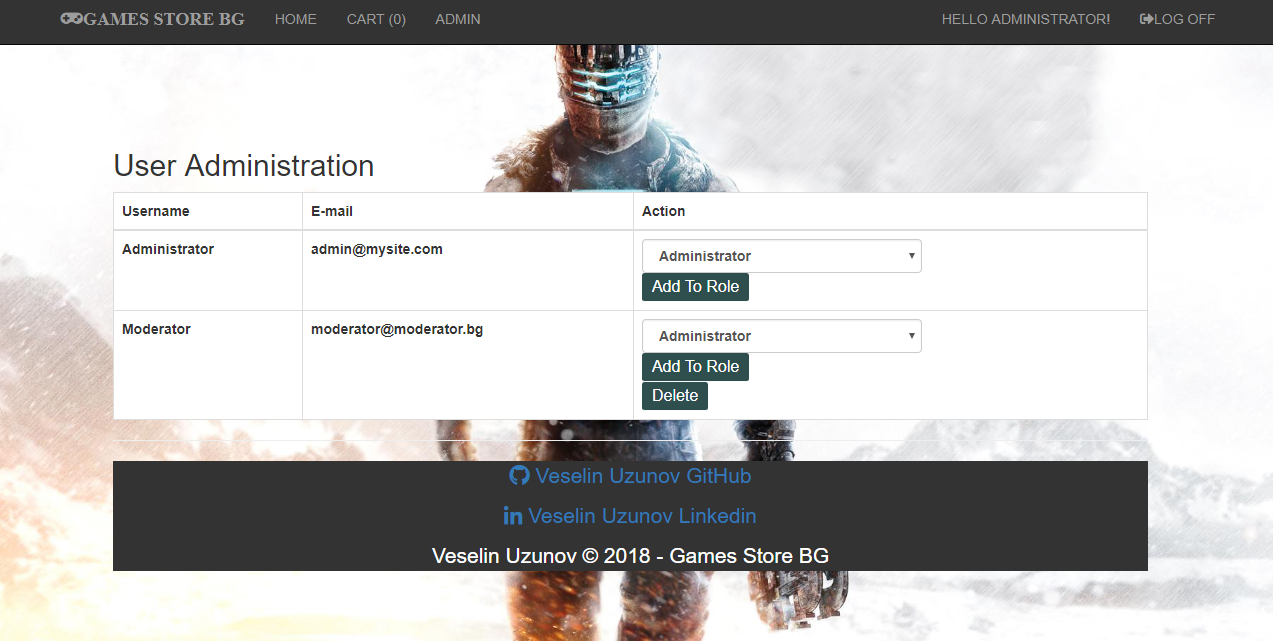 GAMES STORE BG HOME CART (0) ADMIN HELLO ADMINISTRATOR! LOG OFF
User Administration
Username E-mail Action
Administrator admin@mysite.com Administrator
Add To Role
Moderator moderator@moderator.bg Administrator
Add To Role
Delete
Veselin Uzunov GitHub
in Veselin Uzunov Linkedin
Veselin Uzunov © 2018 - Games Store BG